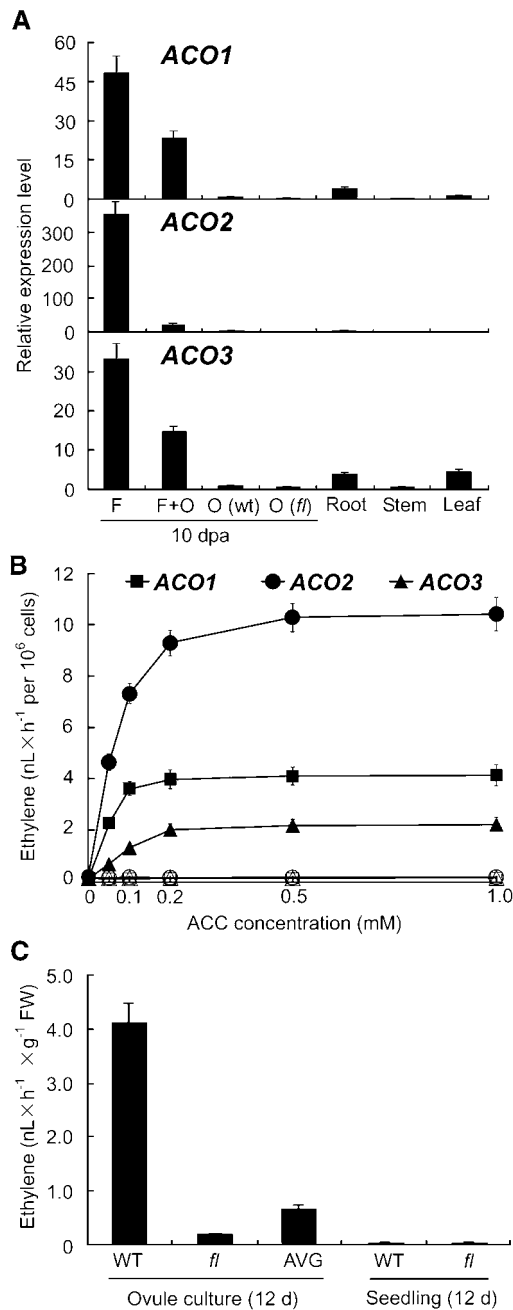 A
ACO1
60
45
30
15
0
ACO2
300
200
100
0
ACO3
30
20
10
0
Relative expression level
F F+O O (wt) O (fl) Root Stem Leaf
10 dpa
B
ACO1 ACO2 ACO3
12
10
8
6
4
2
0
Ethylene (nL×h⁻¹ per 10⁶ cells)
0 0.1 0.2 0.5 1.0
ACC concentration (mM)
C
5.0
4.0
3.0
2.0
1.0
0
Ethylene (nL×h⁻¹ ×g⁻¹ FW)
WT fl AVG WT fl
Ovule culture (12 d) Seedling (12 d)